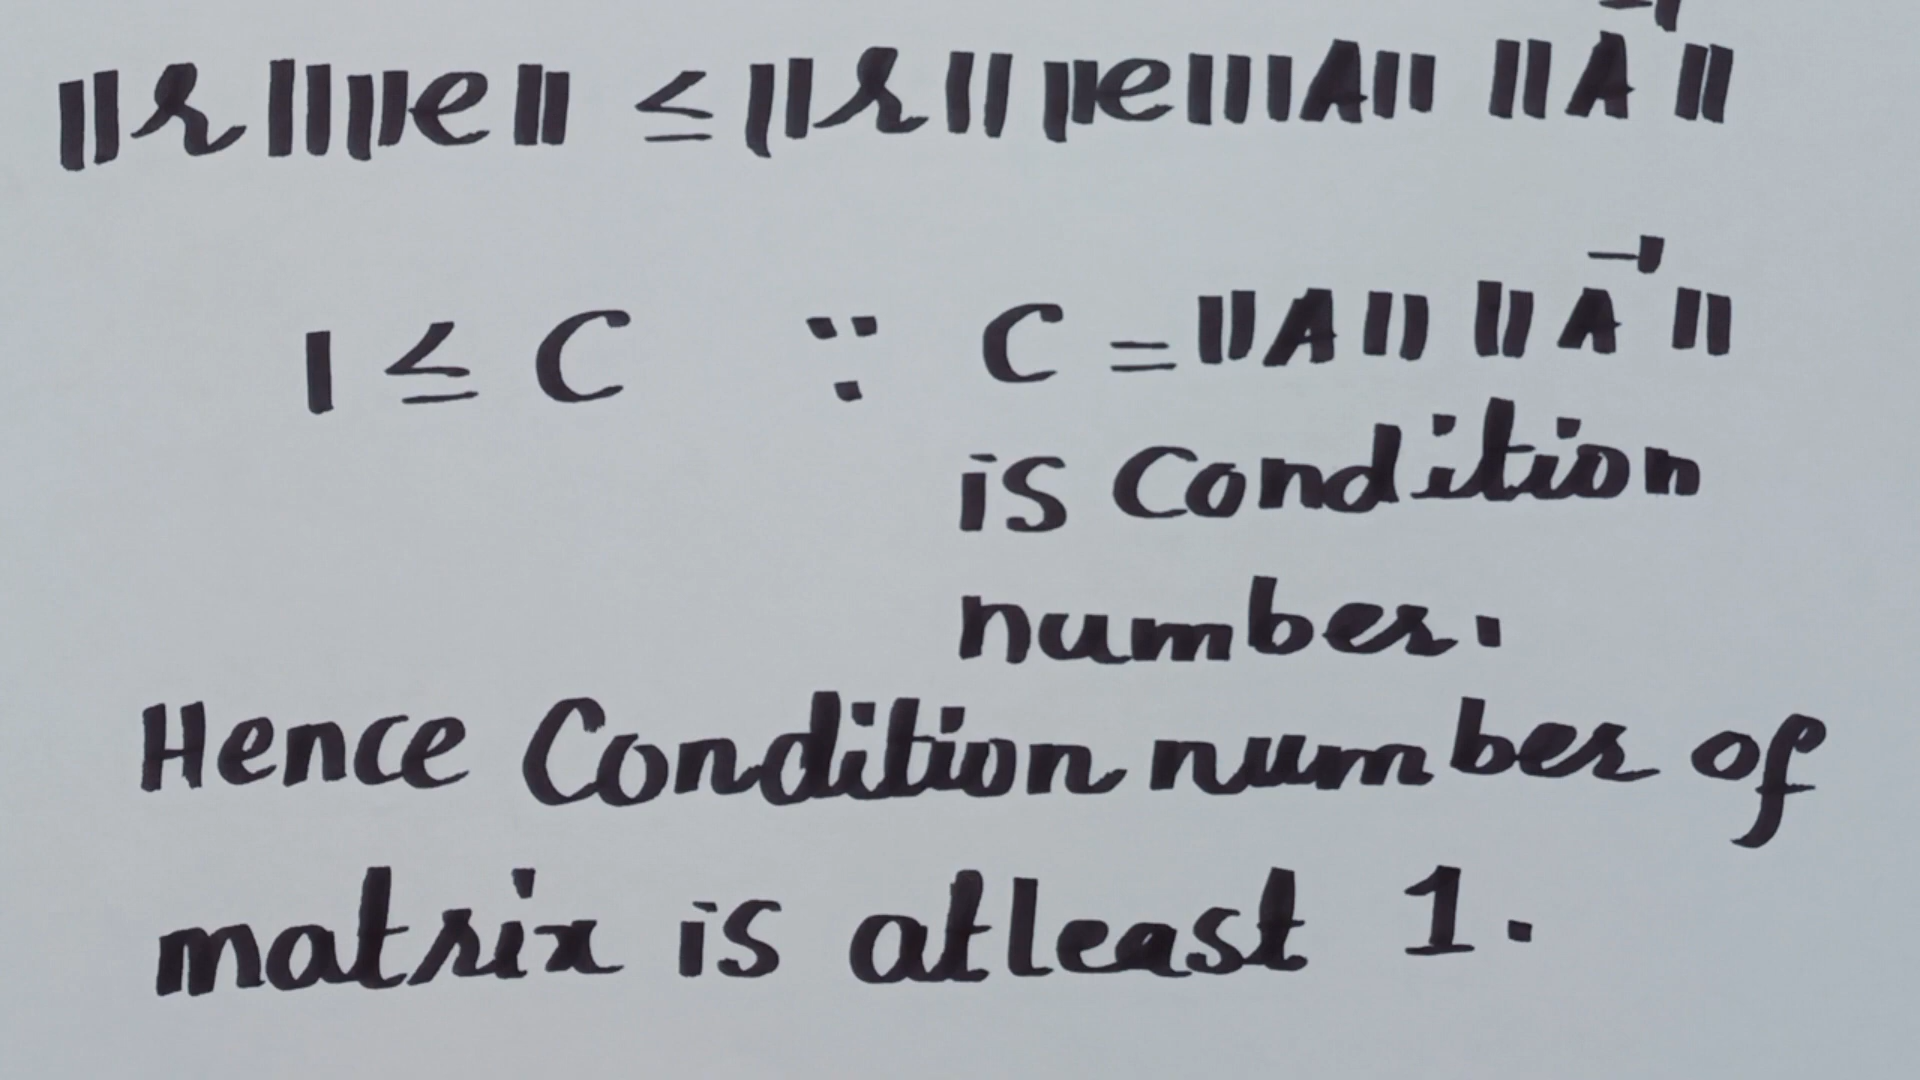 ||r|| ||e|| ≤ ||r|| ||e|| ||A|| ||A⁻¹||
1 ≤ C ∵ C = ||A|| ||A⁻¹||
is Condition
number.
Hence Condition number of
matrix is atleast 1.